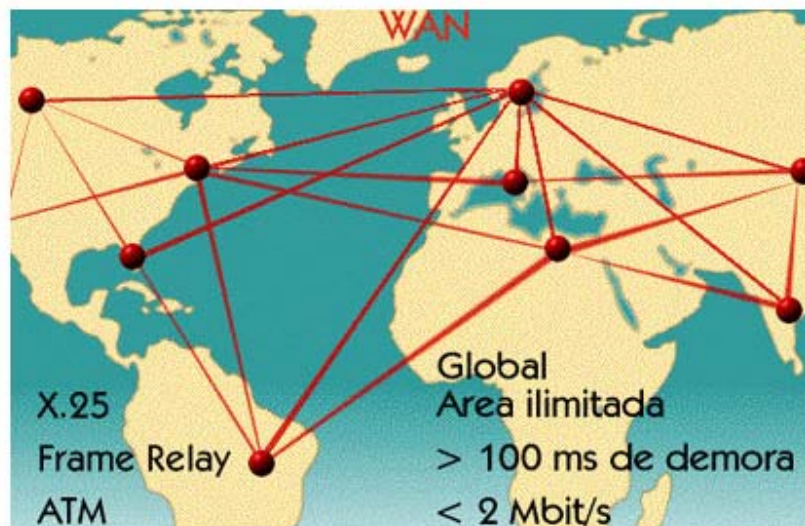 WAN
X.25
Frame Relay
ATM
Global
Area ilimitada
> 100 ms de demora
< 2 Mbit/s